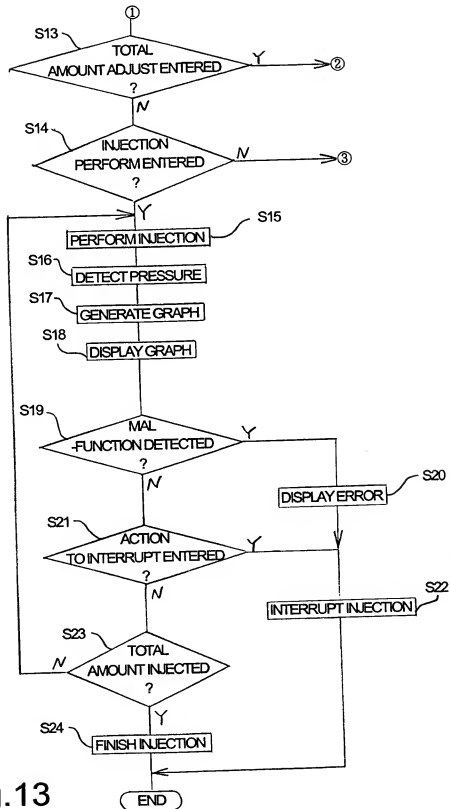 ①
S13
TOTAL
AMOUNT ADJUST ENTERED
?
Y
②
N
S14
INJECTION
PERFORM ENTERED
?
N
③
Y
S15
PERFORM INJECTION
S16
DETECT PRESSURE
S17
GENERATE GRAPH
S18
DISPLAY GRAPH
S19
MAL
-FUNCTION DETECTED
?
Y
N
S20
DISPLAY ERROR
S21
ACTION
TO INTERRUPT ENTERED
?
Y
N
S22
INTERRUPT INJECTION
S23
TOTAL
AMOUNT INJECTED
?
N
Y
S24
FINISH INJECTION
END
g.13